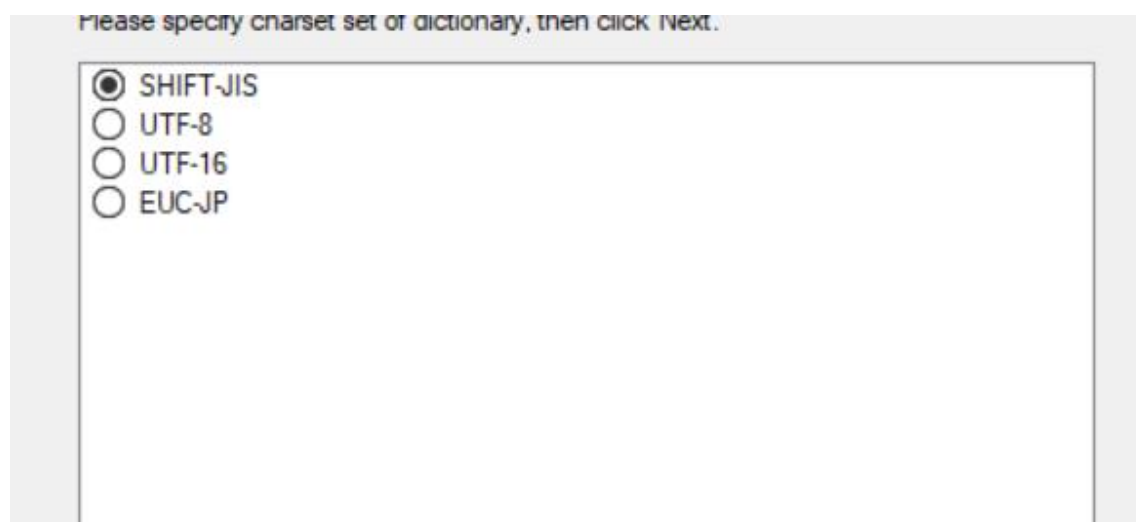 Please specify charset set of dictionary, then click Next.
SHIFT-JIS
UTF-8
UTF-16
EUC-JP